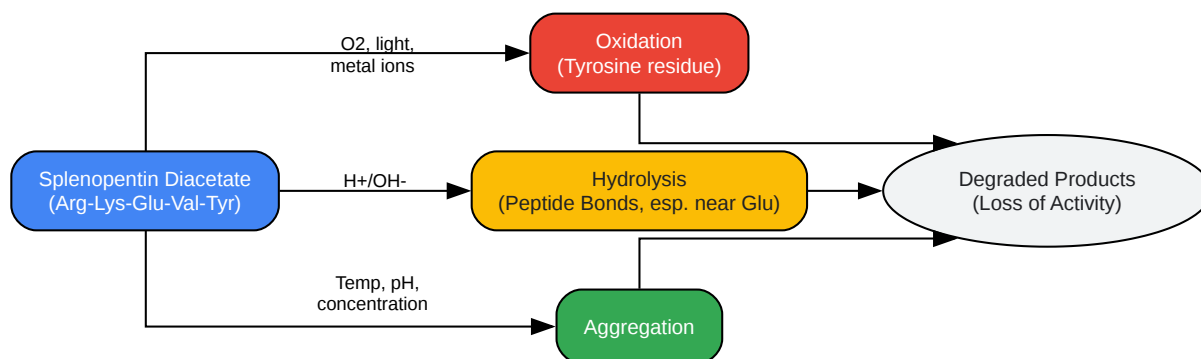 O2, light,
metal ions
Oxidation
(Tyrosine residue)
Splenopentin Diacetate
(Arg-Lys-Glu-Val-Tyr)
H+/OH-
Hydrolysis
(Peptide Bonds, esp. near Glu)
Degraded Products
(Loss of Activity)
Temp, pH,
concentration
Aggregation